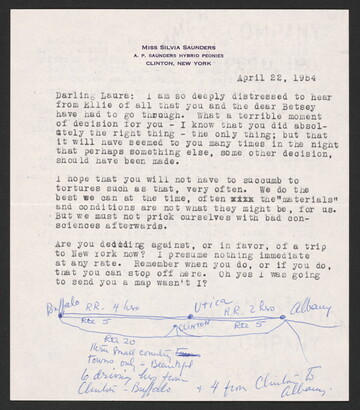 MISS SILVIA SAUNDERS
A. P. SAUNDERS HYBRID PEONIES
CLINTON, NEW YORK
April 22, 1954
Darling Laura: I am so deeply distressed to hear
from Ellie of all that you and the dear Betsey
have had to go through. What a terrible moment
of decision for you - I know that you did absol-
utely the right thing - the only thing; but that
it will have seemed to you many times in the night
that perhaps something else, some other decision,
should have been made.
I hope that you will not have to succumb to
tortures such as that, very often. We do the
best we can at the time, often xixx the "materials"
and conditions are not what they might be, for us.
But we must not prick ourselves with bad con-
sciences afterwards.
Are you deciding against, or in favor, of a trip
to New York now? I presume nothing immediate
at any rate. Remember when you do, or if you do,
that you can stop off here. Oh yes I was going
to send you a map wasn't I?
Buffalo RR. 4 hrs Utica R.R. 2 hrs Albany
Rte 5 CLINTON Rte 5
Rte 20
thru small country
Towns only - Beautiful
6 driving hrs from
Clinton - Buffalo + 4 from Clinton to
Albany.